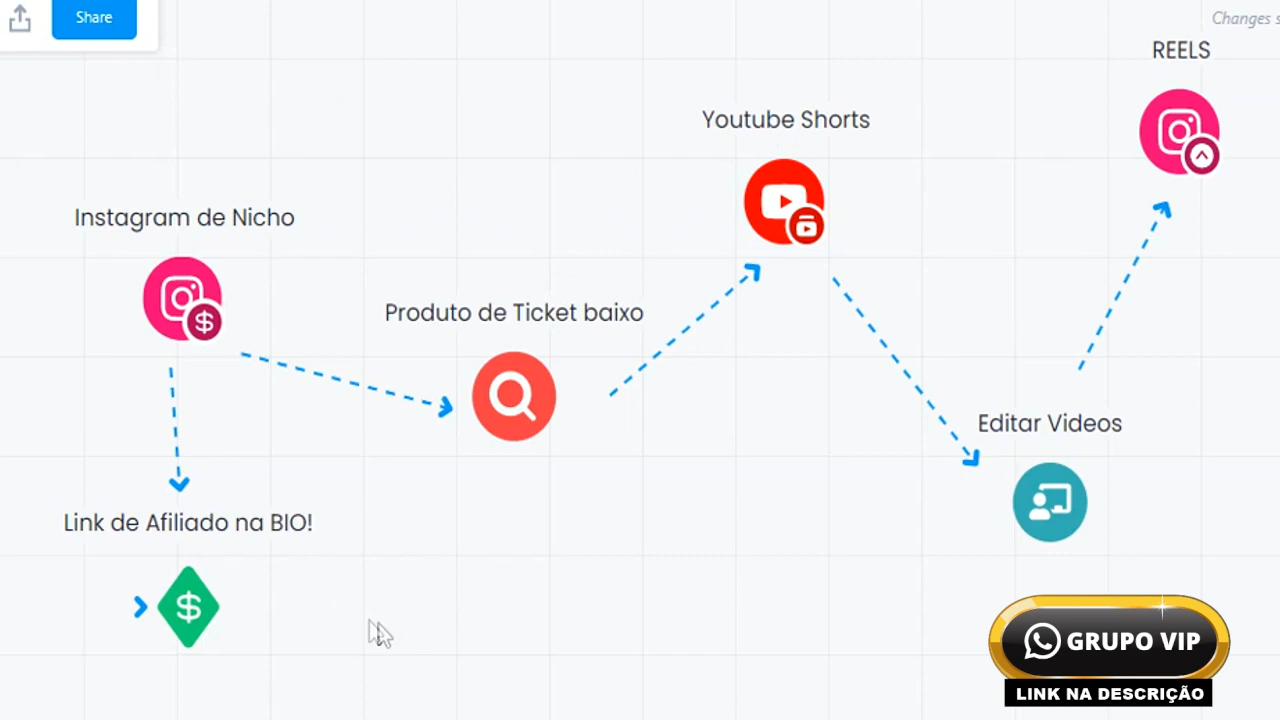 Share
Changes s
REELS
Youtube Shorts
Instagram de Nicho
Produto de Ticket baixo
Editar Videos
Link de Afiliado na BIO!
GRUPO VIP
LINK NA DESCRIÇÃO